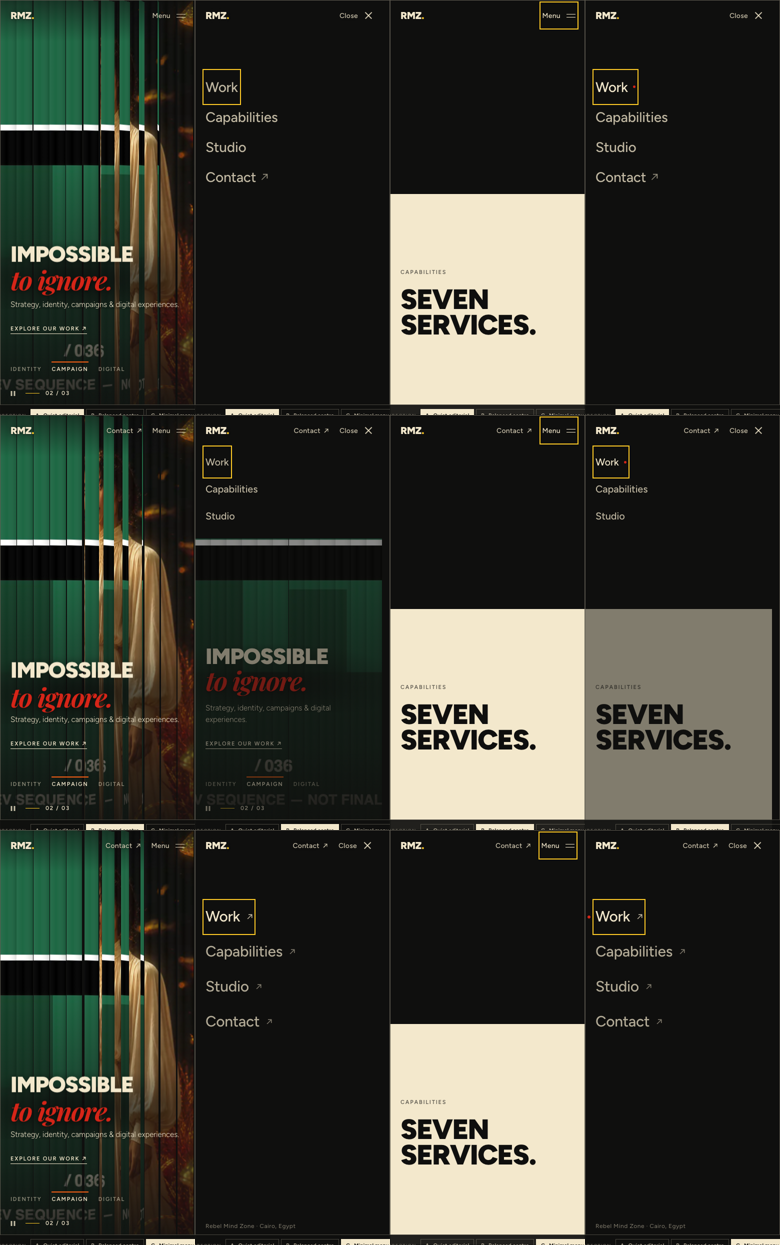 RMZ.
Menu
IMPOSSIBLE
to ignore.
Strategy, identity, campaigns & digital experiences.
EXPLORE OUR WORK ↗
/ 036
IDENTITY CAMPAIGN DIGITAL
02 / 03
RMZ.
Close
Work
Capabilities
Studio
Contact ↗
RMZ.
Menu
CAPABILITIES
SEVEN
SERVICES.
RMZ.
Close
Work
Capabilities
Studio
Contact ↗
RMZ.
Contact ↗ Menu
IMPOSSIBLE
to ignore.
Strategy, identity, campaigns & digital experiences.
EXPLORE OUR WORK ↗
/ 036
IDENTITY CAMPAIGN DIGITAL
02 / 03
RMZ.
Contact ↗ Close
Work
Capabilities
Studio
IMPOSSIBLE
to ignore.
Strategy, identity, campaigns & digital
experiences.
EXPLORE OUR WORK ↗
/ 036
IDENTITY CAMPAIGN DIGITAL
SEQUENCE — NOT FINAL
02 / 03
RMZ.
Contact ↗ Menu
CAPABILITIES
SEVEN
SERVICES.
RMZ.
Contact ↗ Close
Work
Capabilities
Studio
CAPABILITIES
SEVEN
SERVICES.
RMZ.
Contact ↗ Menu
IMPOSSIBLE
to ignore.
Strategy, identity, campaigns & digital experiences.
EXPLORE OUR WORK ↗
/ 036
IDENTITY CAMPAIGN DIGITAL
02 / 03
RMZ.
Contact ↗ Close
Work ↗
Capabilities ↗
Studio ↗
Contact ↗
Rebel Mind Zone · Cairo, Egypt
RMZ.
Contact ↗ Menu
CAPABILITIES
SEVEN
SERVICES.
RMZ.
Contact ↗ Close
Work ↗
Capabilities ↗
Studio ↗
Contact ↗
Rebel Mind Zone · Cairo, Egypt